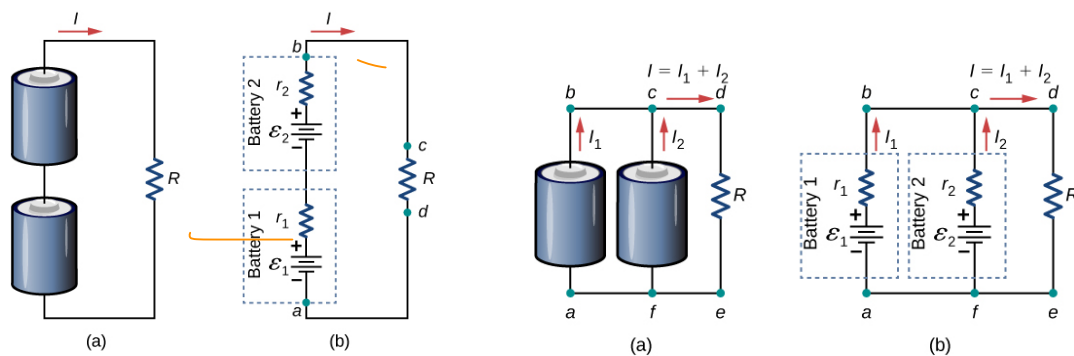 I
R
(a)
I
b
Battery 2
r₂
+
ε₂
−
c
R
d
Battery 1
r₁
+
ε₁
−
a
(b)
I = I₁ + I₂
b
c
d
I₁
I₂
R
a
f
e
(a)
I = I₁ + I₂
b
c
d
I₁
I₂
Battery 1
r₁
+
ε₁
−
Battery 2
r₂
+
ε₂
−
R
a
f
e
(b)